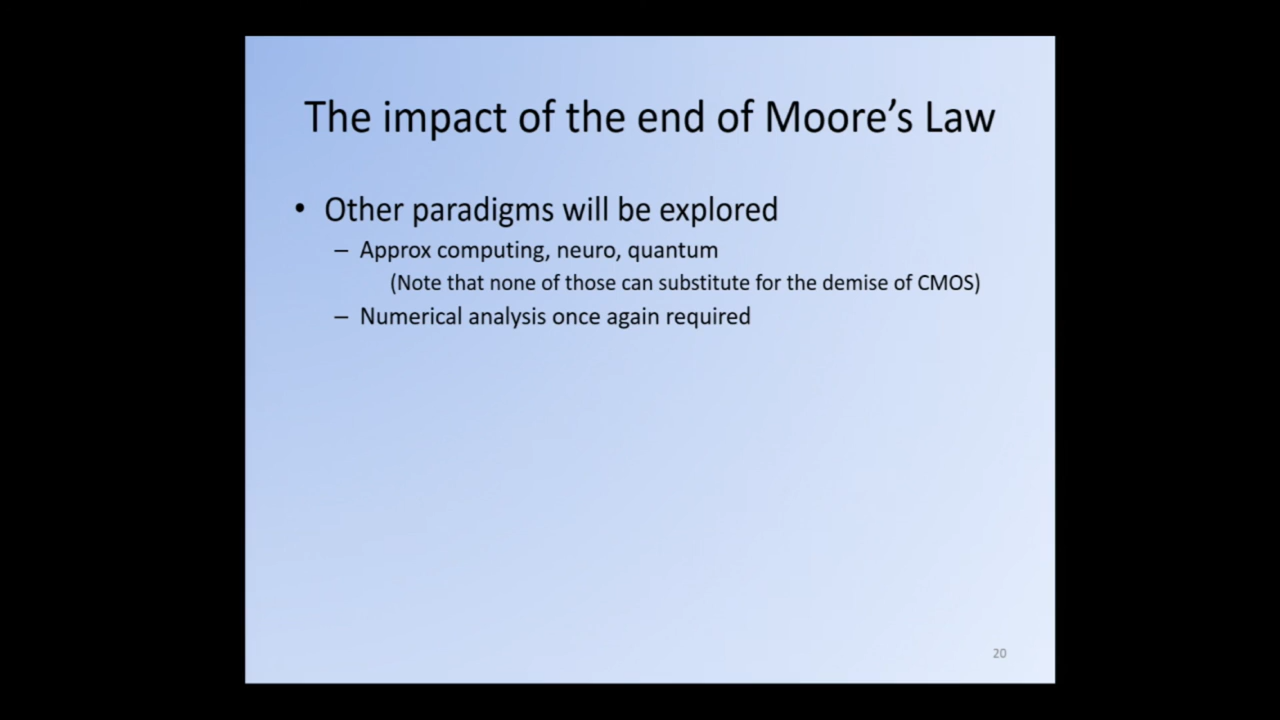 The impact of the end of Moore’s Law
• Other paradigms will be explored
– Approx computing, neuro, quantum
(Note that none of those can substitute for the demise of CMOS)
– Numerical analysis once again required
20